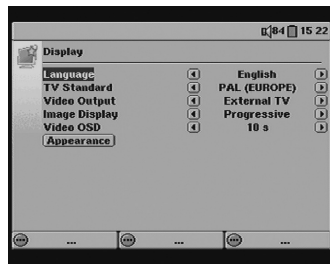 84 15 22
Display
Language English
TV Standard PAL (EUROPE)
Video Output External TV
Image Display Progressive
Video OSD 10 s
Appearance
... ... ...